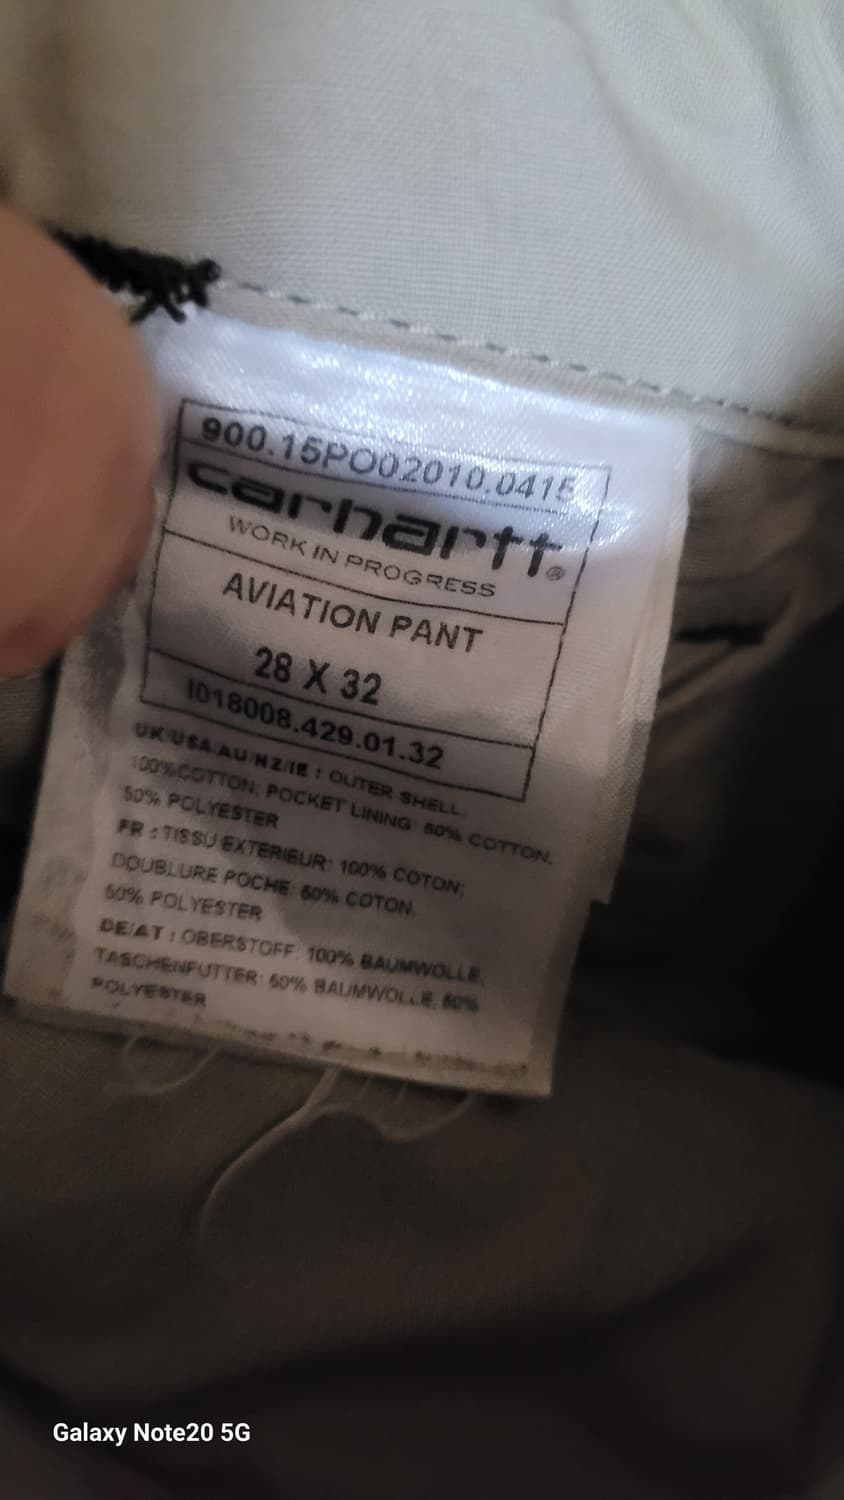 900.15PO02010.0415
carhartt®
WORK IN PROGRESS
AVIATION PANT
28 X 32
I018008.429.01.32
UK/USA/AU/NZ/IE : OUTER SHELL:
100%COTTON; POCKET LINING: 50% COTTON,
50% POLYESTER
FR : TISSU EXTERIEUR: 100% COTON;
DOUBLURE POCHE: 50% COTON,
50% POLYESTER
DE/AT : OBERSTOFF: 100% BAUMWOLLE,
TASCHENFUTTER: 50% BAUMWOLLE, 50%
POLYESTER
Galaxy Note20 5G